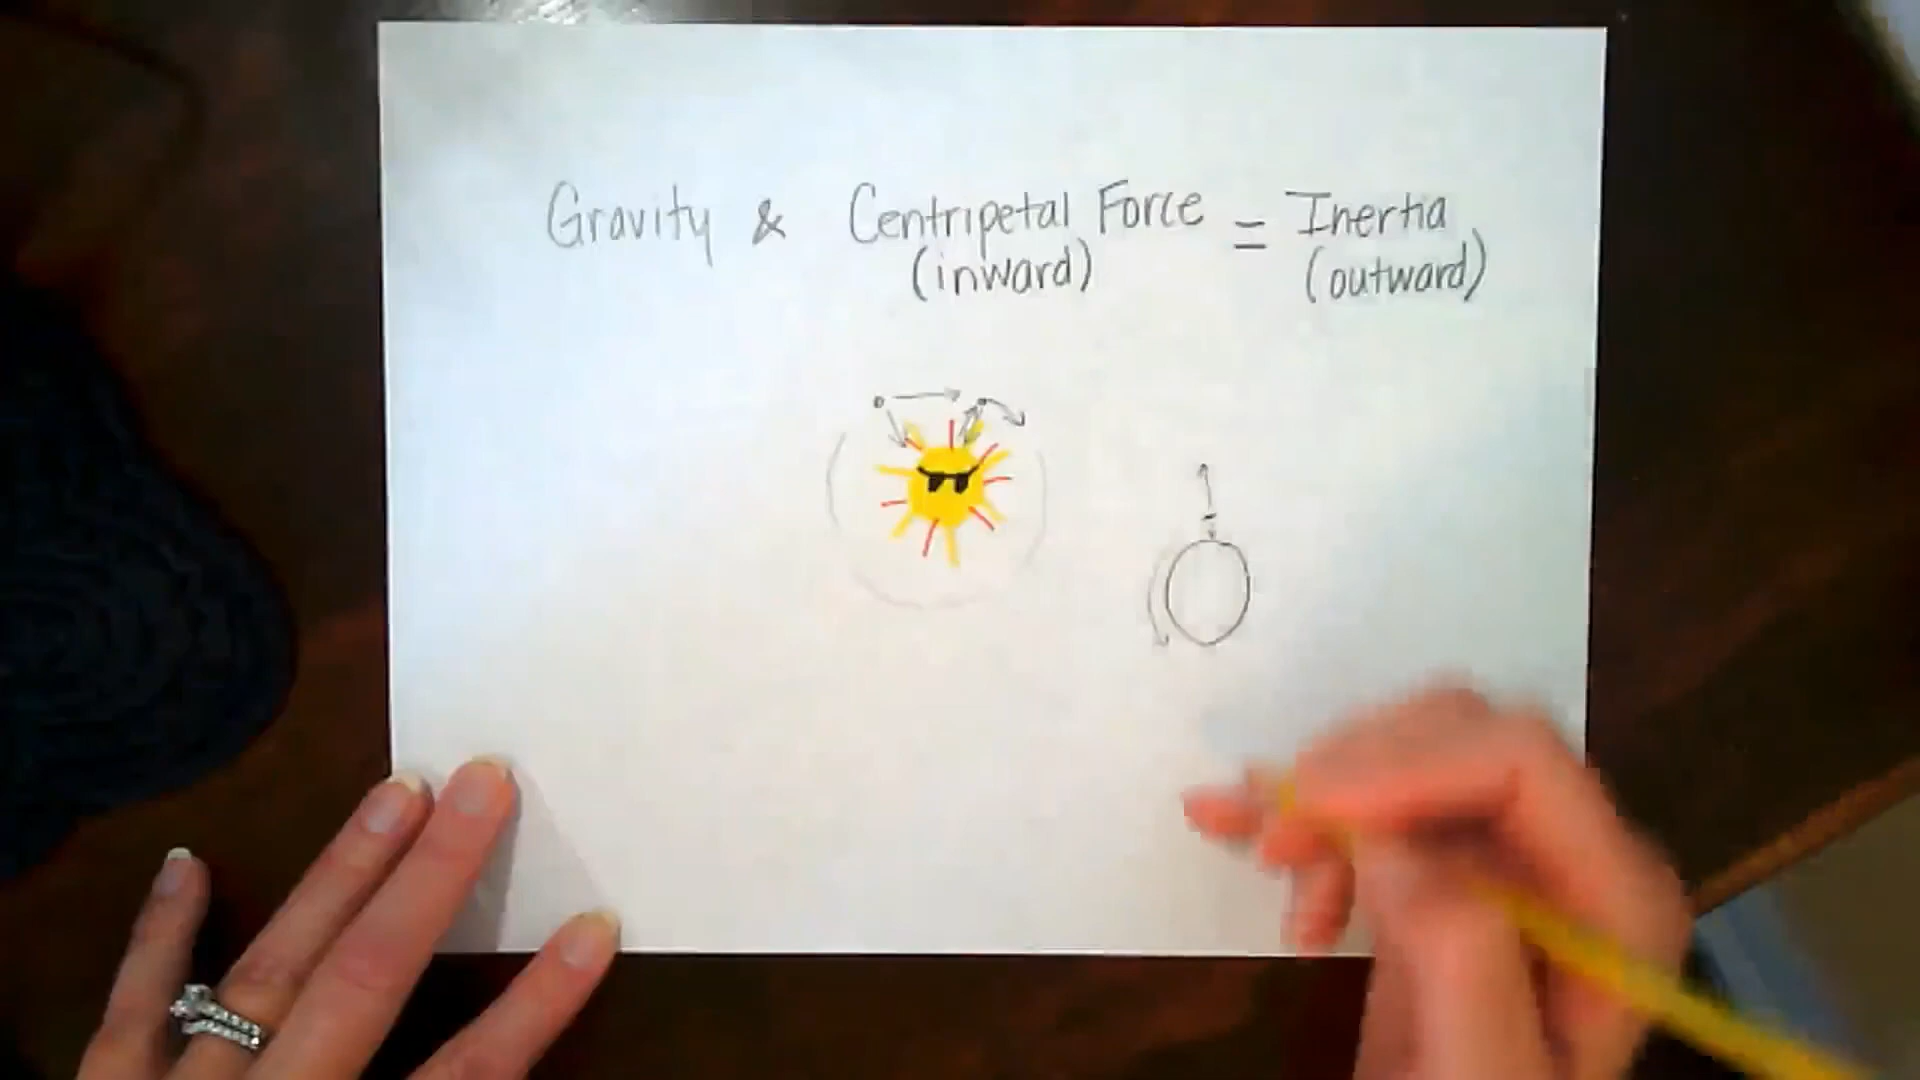 Gravity & Centripetal Force = Inertia
(inward) (outward)